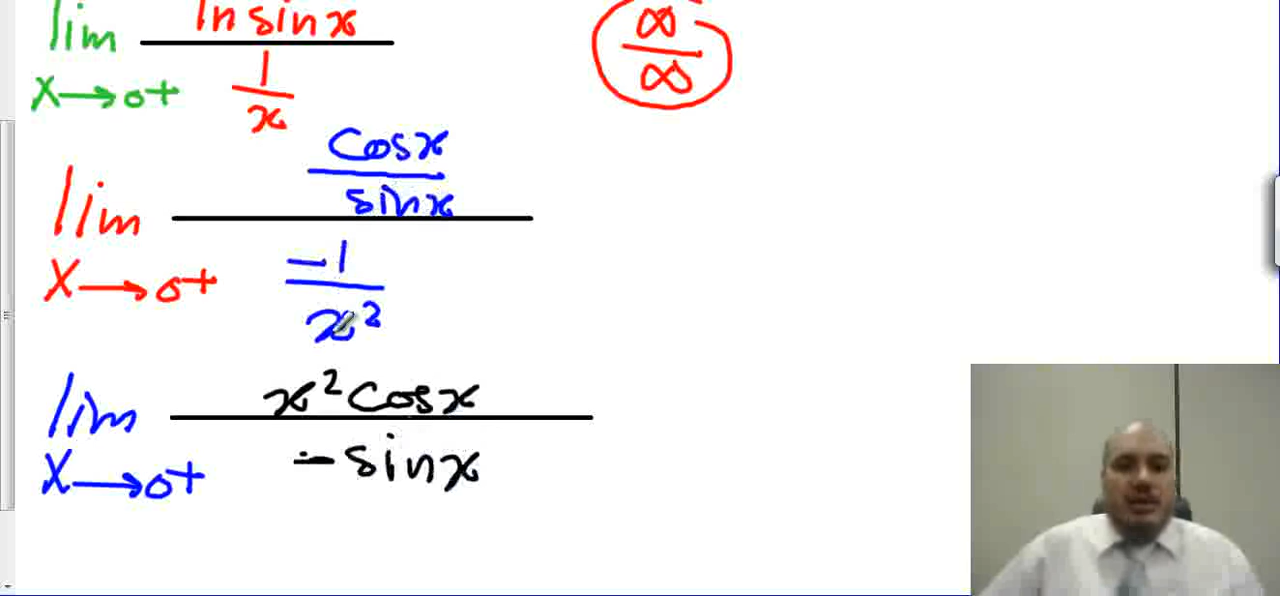 lim ln sin x
x→0+ 1
x
∞
∞
cos x
sin x
lim
x→0+ -1
x²
lim x² cos x
x→0+ - sin x